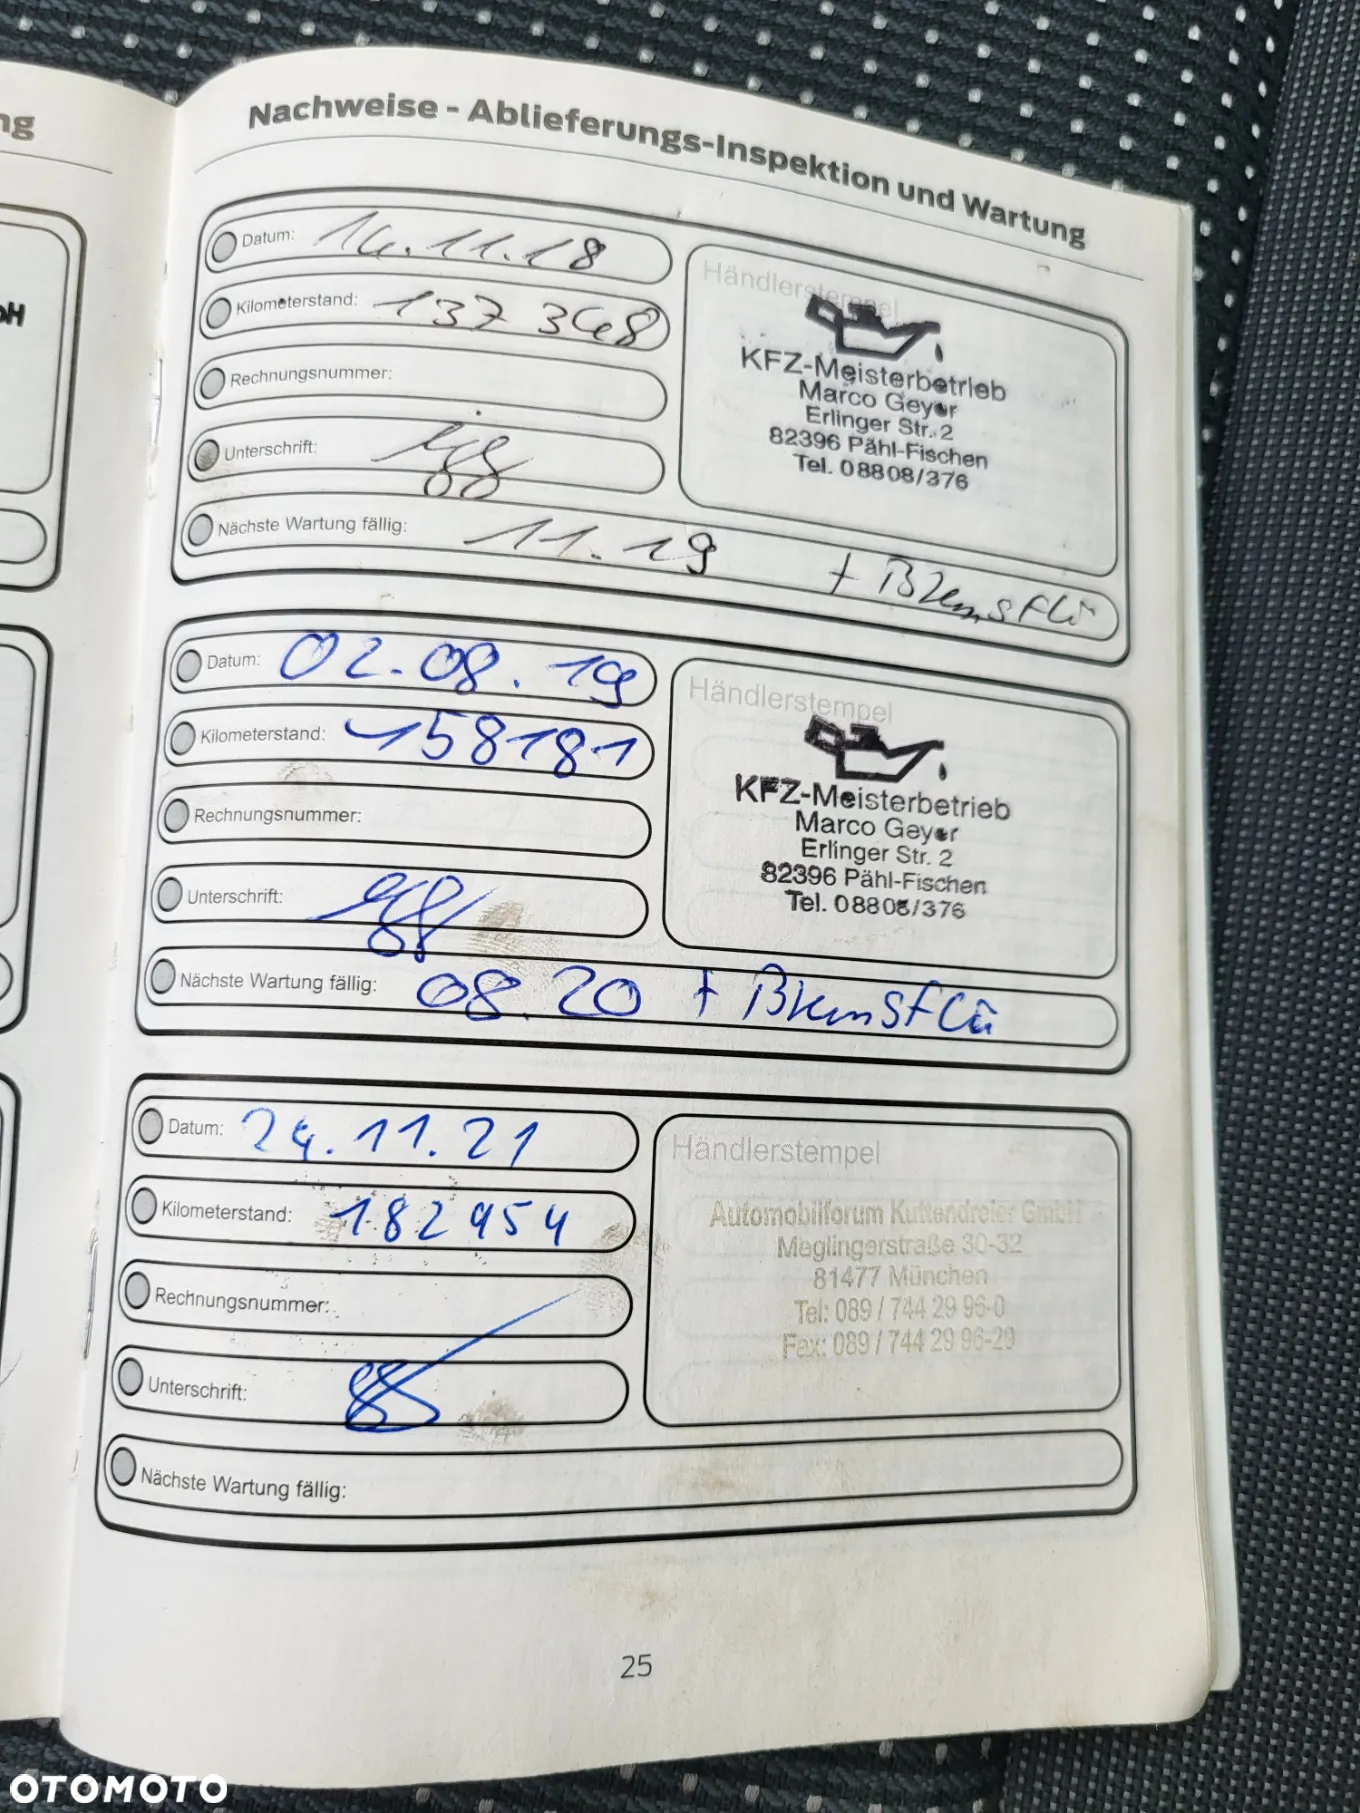 ng
Nachweise - Ablieferungs-Inspektion und Wartung
Datum: 14.11.18
Kilometerstand: 137 348
Rechnungsnummer:
Unterschrift:
Nächste Wartung fällig: 11.19 + Bremsflü
Händlerstempel
KFZ-Meisterbetrieb
Marco Geyer
Erlinger Str. 2
82396 Pähl-Fischen
Tel. 08808/376
Datum: 02.08.19
Kilometerstand: 158181
Rechnungsnummer:
Unterschrift:
Nächste Wartung fällig: 08.20 + Bremsflü
Händlerstempel
KFZ-Meisterbetrieb
Marco Geyer
Erlinger Str. 2
82396 Pähl-Fischen
Tel. 08808/376
Datum: 24.11.21
Kilometerstand: 182454
Rechnungsnummer:
Unterschrift:
Nächste Wartung fällig:
Händlerstempel
Automobilforum Kuttendreier GmbH
Meglingerstraße 30-32
81477 München
Tel: 089 / 744 29 96-0
Fax: 089 / 744 29 96-29
25
OTOMOTO